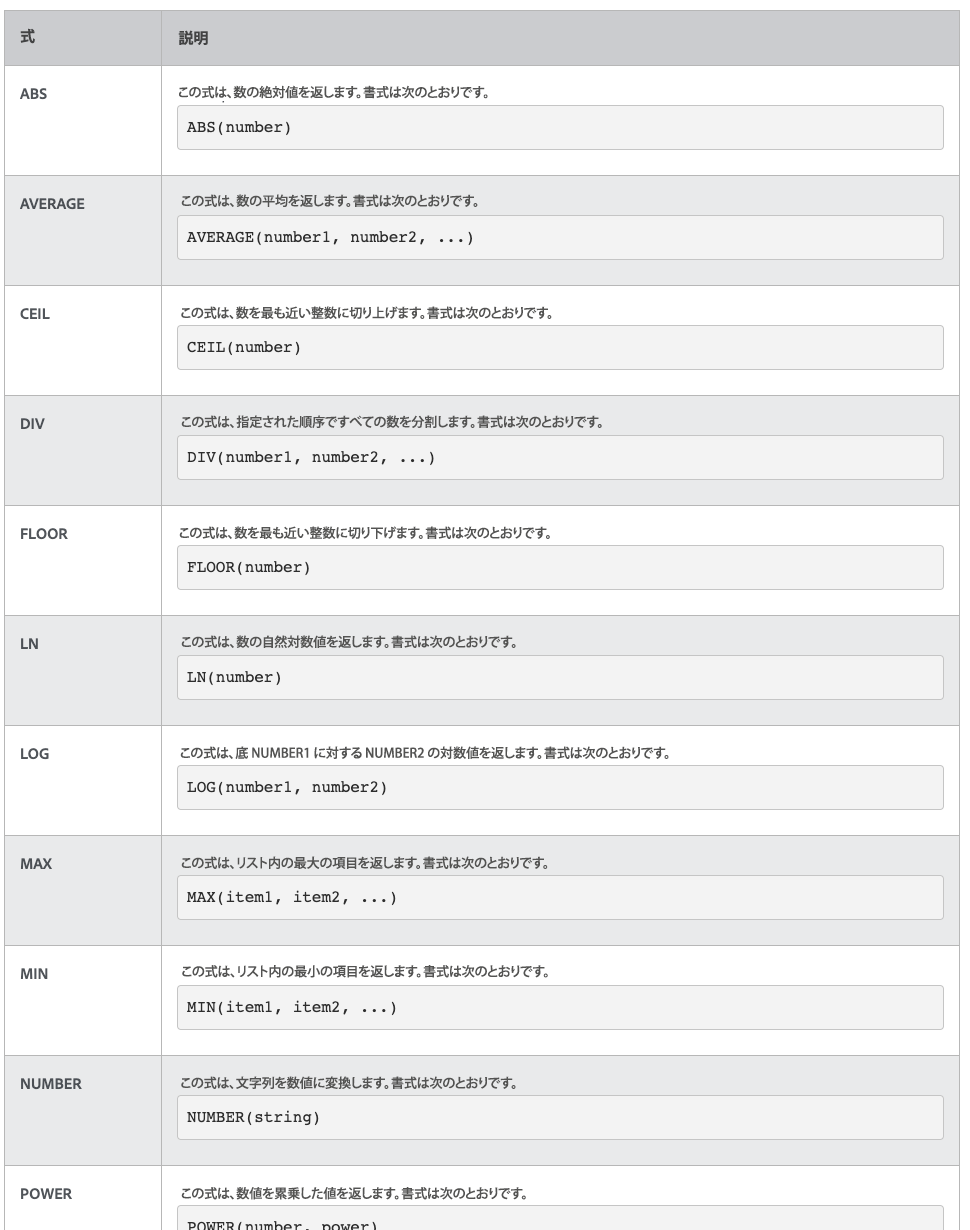 式 説明
ABS この式は、数の絶対値を返します。書式は次のとおりです。
ABS(number)
AVERAGE この式は、数の平均を返します。書式は次のとおりです。
AVERAGE(number1, number2, ...)
CEIL この式は、数を最も近い整数に切り上げます。書式は次のとおりです。
CEIL(number)
DIV この式は、指定された順序ですべての数を分割します。書式は次のとおりです。
DIV(number1, number2, ...)
FLOOR この式は、数を最も近い整数に切り下げます。書式は次のとおりです。
FLOOR(number)
LN この式は、数の自然対数値を返します。書式は次のとおりです。
LN(number)
LOG この式は、底 NUMBER1 に対する NUMBER2 の対数値を返します。書式は次のとおりです。
LOG(number1, number2)
MAX この式は、リスト内の最大の項目を返します。書式は次のとおりです。
MAX(item1, item2, ...)
MIN この式は、リスト内の最小の項目を返します。書式は次のとおりです。
MIN(item1, item2, ...)
NUMBER この式は、文字列を数値に変換します。書式は次のとおりです。
NUMBER(string)
POWER この式は、数値を累乗した値を返します。書式は次のとおりです。
POWER(number, power)